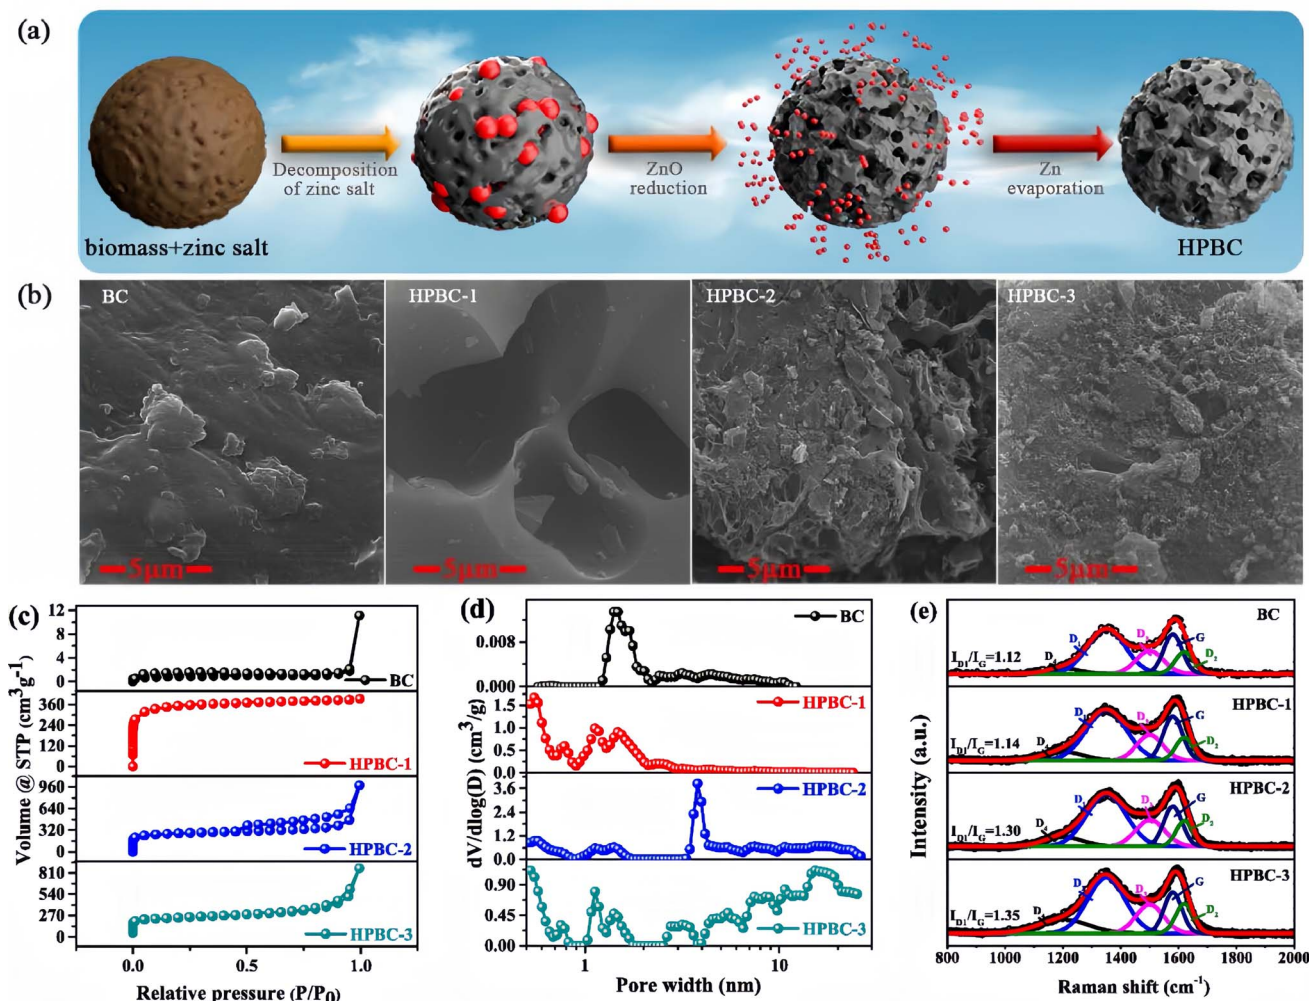 (a)
Decomposition
of zinc salt
ZnO
reduction
Zn
evaporation
biomass+zinc salt
HPBC
(b)
BC
HPBC-1
HPBC-2
HPBC-3
5μm
5μm
5μm
5μm
(c)
Volume @ STP (cm³g⁻¹)
12
8
4
0
BC
360
240
120
0
HPBC-1
960
640
320
0
HPBC-2
810
540
270
0
HPBC-3
0.0
0.5
1.0
Relative pressure (P/P₀)
(d)
dV/dlog(D) (cm³/g)
0.008
0.000
BC
1.5
1.0
0.5
0.0
HPBC-1
3.6
2.4
1.2
0.0
HPBC-2
0.90
0.45
0.00
HPBC-3
1
10
Pore width (nm)
(e)
Intensity (a.u.)
BC
I_D1/I_G=1.12
G
D₂
HPBC-1
I_D1/I_G=1.14
D₄
G
D₂
HPBC-2
I_D1/I_G=1.30
G
D₂
HPBC-3
I_D1/I_G=1.35
G
D₂
800
1000
1200
1400
1600
1800
2000
Raman shift (cm⁻¹)